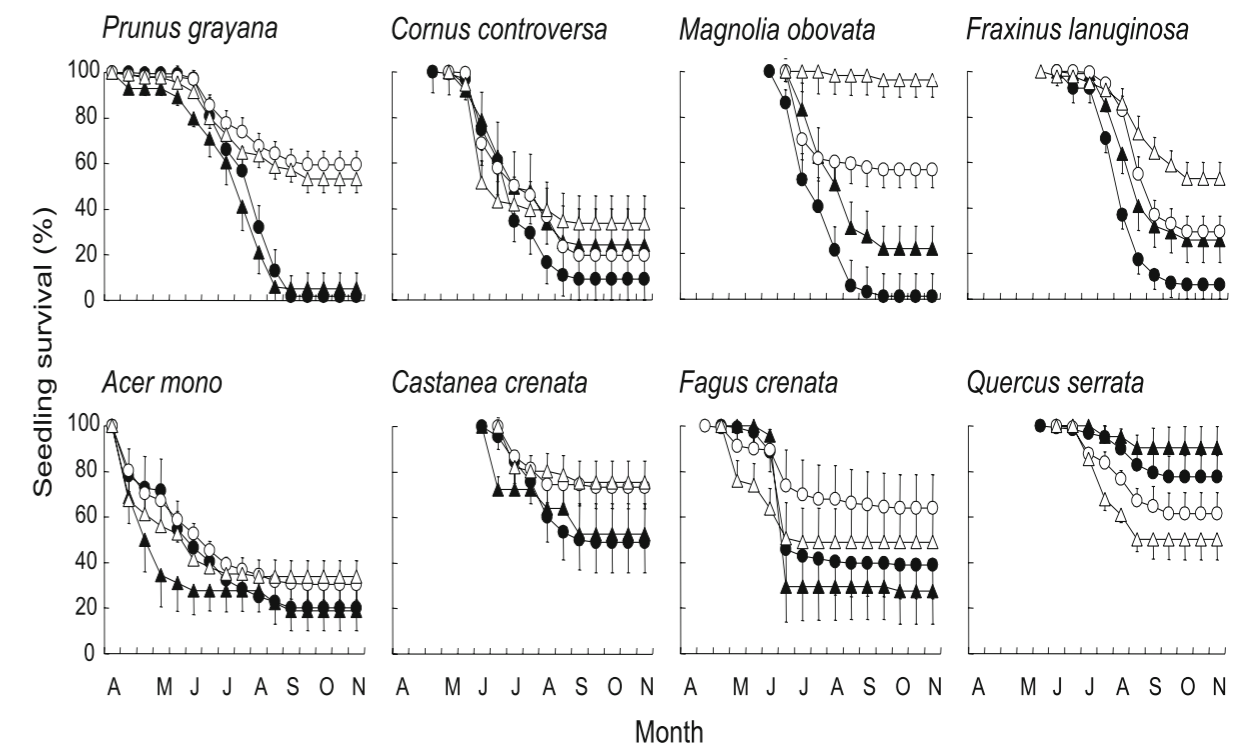 Prunus grayana Cornus controversa Magnolia obovata Fraxinus lanuginosa
100
80
60
40
20
0
Seedling survival (%)
Acer mono Castanea crenata Fagus crenata Quercus serrata
100
80
60
40
20
0
A M J J A S O N A M J J A S O N A M J J A S O N A M J J A S O N
Month